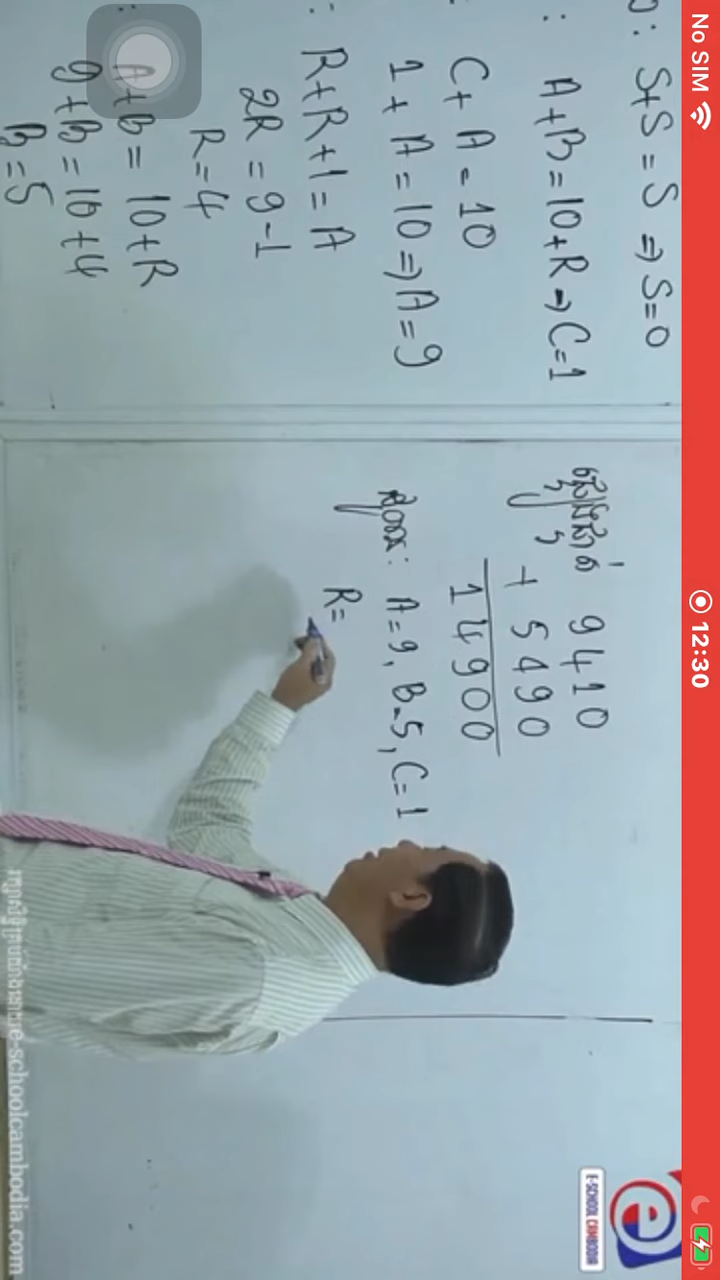 No SIM 12:30
S+S=S ⇒ S=0
: A+B=10+R → C=1
C+A=10
1+A=10 ⇒ A=9
: R+R+1=A
2R=9-1
R=4
: A+B=10+R
9+B=10+4
B=5
9410
+ 5490
14900
A=9, B=5, C=1
R=
E-SCHOOL CAMBODIA
e-schoolcambodia.com